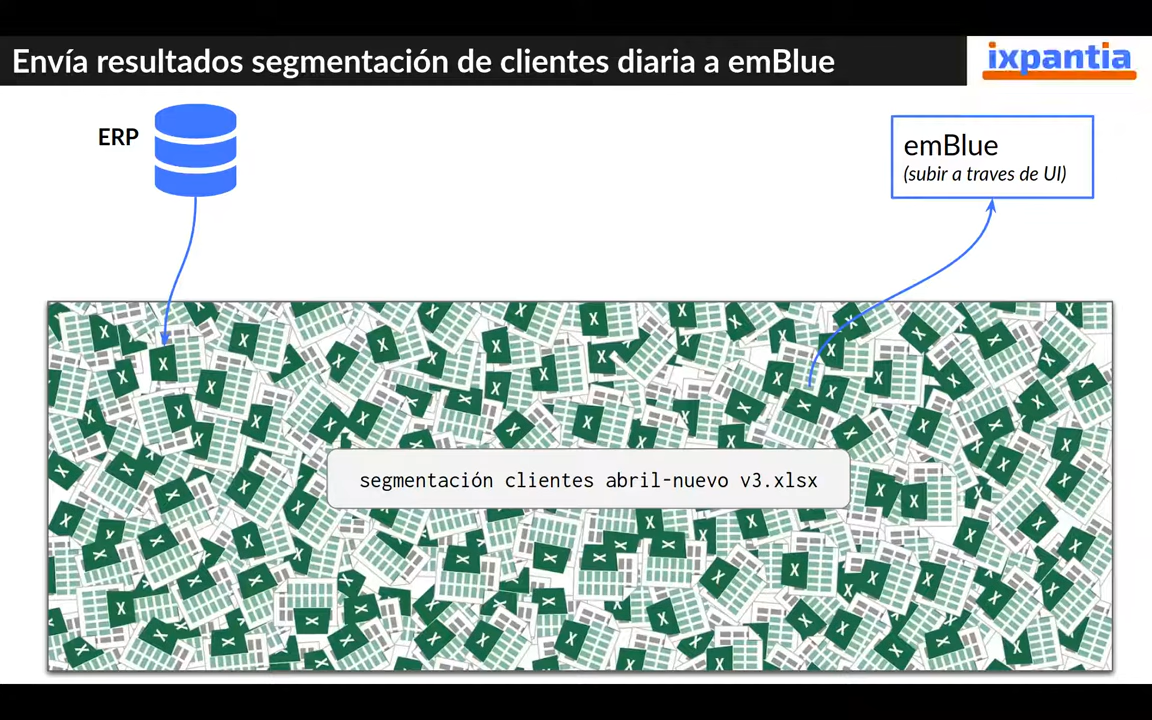 Envía resultados segmentación de clientes diaria a emBlue
ixpantia
ERP
emBlue
(subir a traves de UI)
segmentación clientes abril-nuevo v3.xlsx